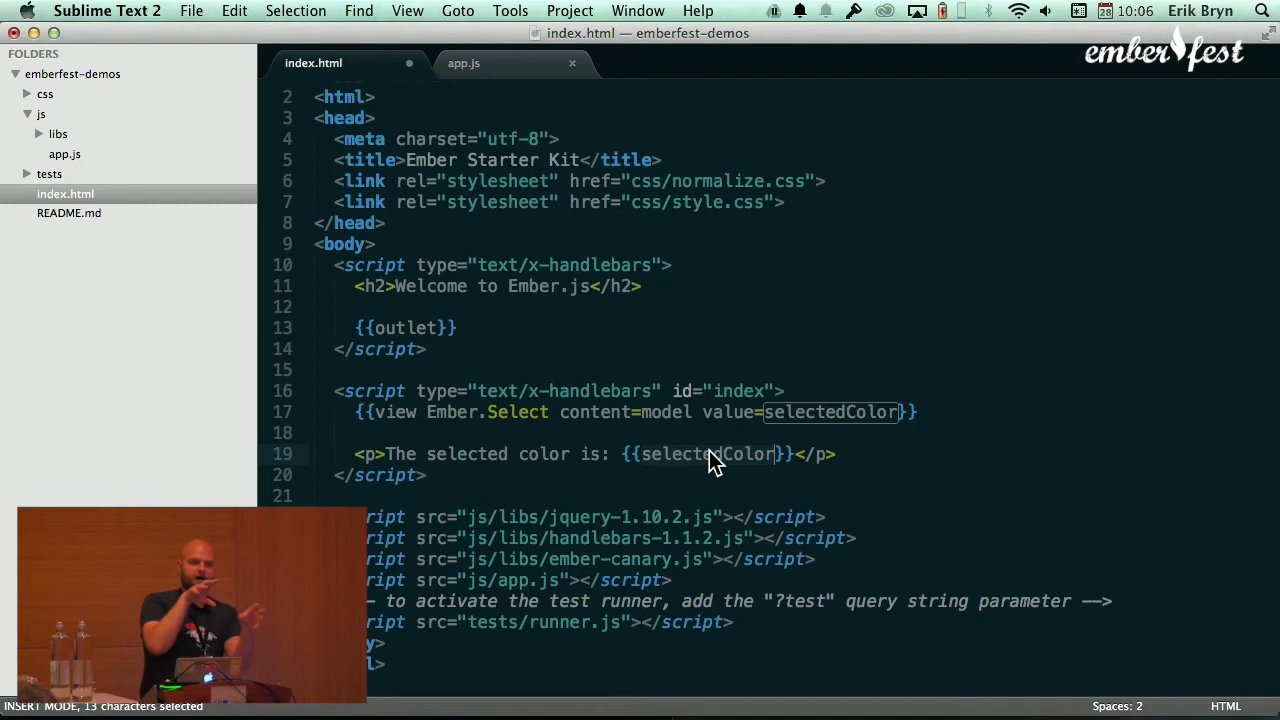 Sublime Text 2 File Edit Selection Find View Goto Tools Project Window Help 28 10:06 Erik Bryn
index.html — emberfest-demos
ember fest
FOLDERS
emberfest-demos
css
js
libs
app.js
tests
index.html
README.md
index.html
app.js
2 <html>
3 <head>
4 <meta charset="utf-8">
5 <title>Ember Starter Kit</title>
6 <link rel="stylesheet" href="css/normalize.css">
7 <link rel="stylesheet" href="css/style.css">
8 </head>
9 <body>
10 <script type="text/x-handlebars">
11 <h2>Welcome to Ember.js</h2>
12
13 {{outlet}}
14 </script>
15
16 <script type="text/x-handlebars" id="index">
17 {{view Ember.Select content=model value=selectedColor}}
18
19 <p>The selected color is: {{selectedColor}}</p>
20 </script>
21
ript src="js/libs/jquery-1.10.2.js"></script>
ript src="js/libs/handlebars-1.1.2.js"></script>
ript src="js/libs/ember-canary.js"></script>
ript src="js/app.js"></script>
- to activate the test runner, add the "?test" query string parameter -->
ript src="tests/runner.js"></script>
y>
l>
INSERT MODE, 13 characters selected
Spaces: 2
HTML